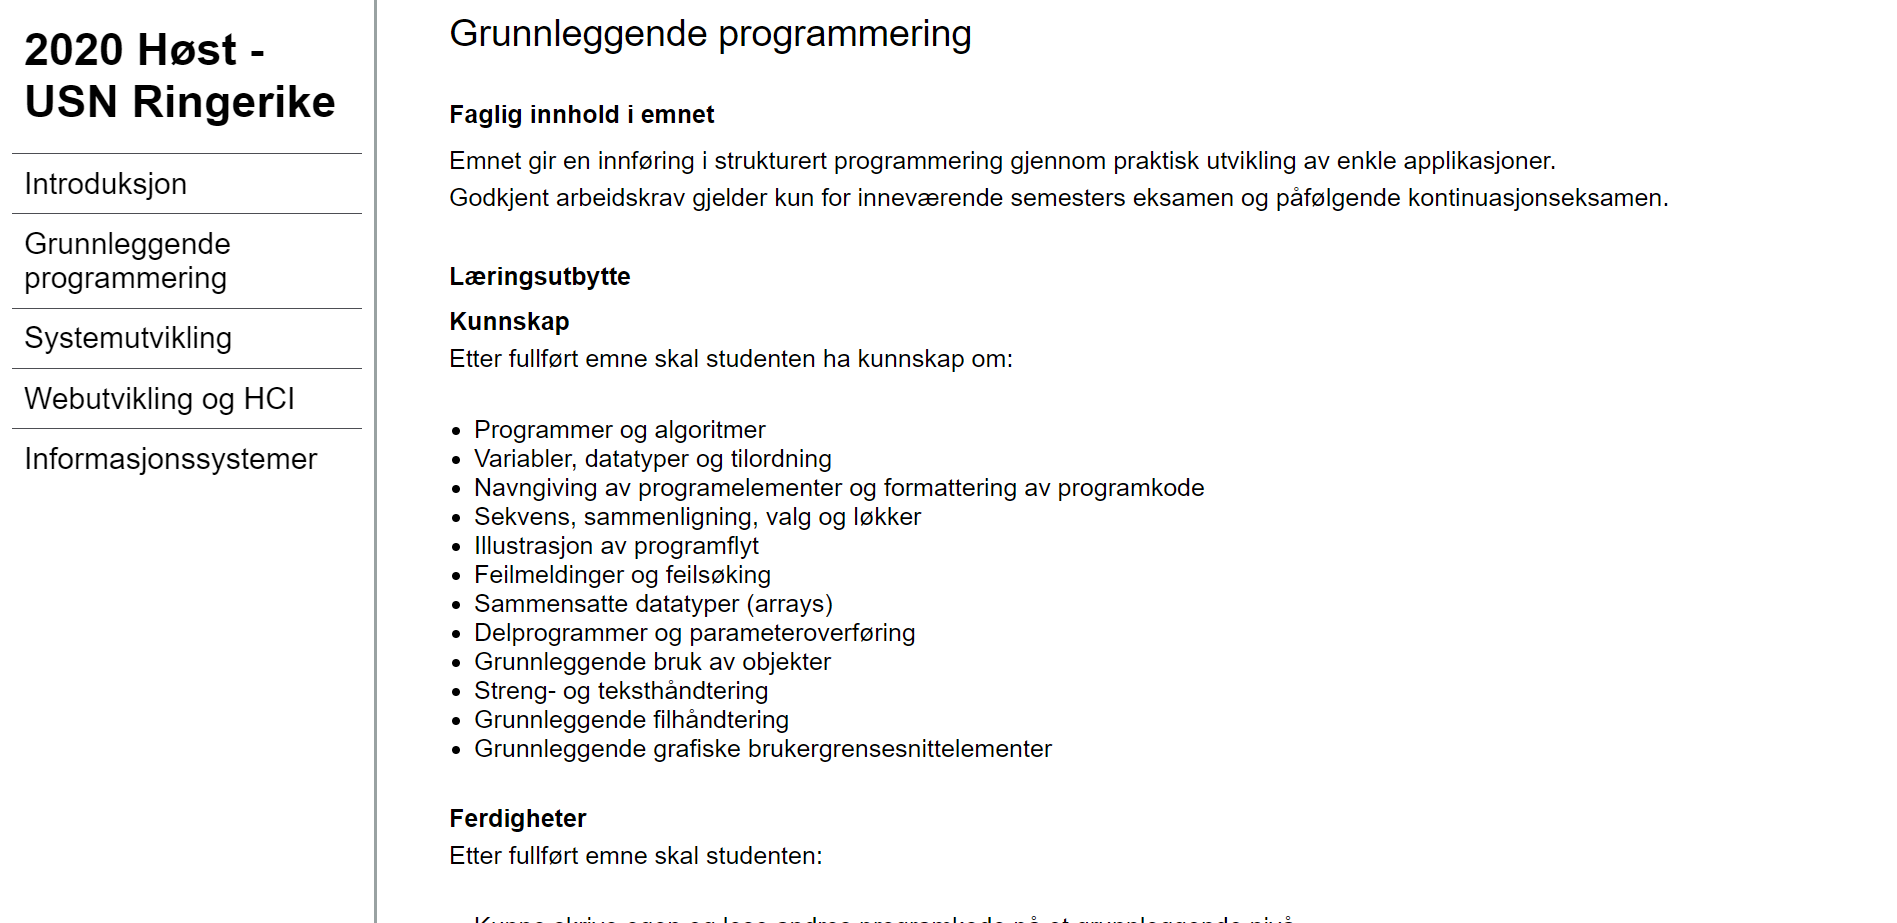 2020 Høst -
USN Ringerike
Introduksjon
Grunnleggende
programmering
Systemutvikling
Webutvikling og HCI
Informasjonssystemer
Grunnleggende programmering
Faglig innhold i emnet
Emnet gir en innføring i strukturert programmering gjennom praktisk utvikling av enkle applikasjoner.
Godkjent arbeidskrav gjelder kun for inneværende semesters eksamen og påfølgende kontinuasjonseksamen.
Læringsutbytte
Kunnskap
Etter fullført emne skal studenten ha kunnskap om:
• Programmer og algoritmer
• Variabler, datatyper og tilordning
• Navngiving av programelementer og formattering av programkode
• Sekvens, sammenligning, valg og løkker
• Illustrasjon av programflyt
• Feilmeldinger og feilsøking
• Sammensatte datatyper (arrays)
• Delprogrammer og parameteroverføring
• Grunnleggende bruk av objekter
• Streng- og teksthåndtering
• Grunnleggende filhåndtering
• Grunnleggende grafiske brukergrensesnittelementer
Ferdigheter
Etter fullført emne skal studenten: